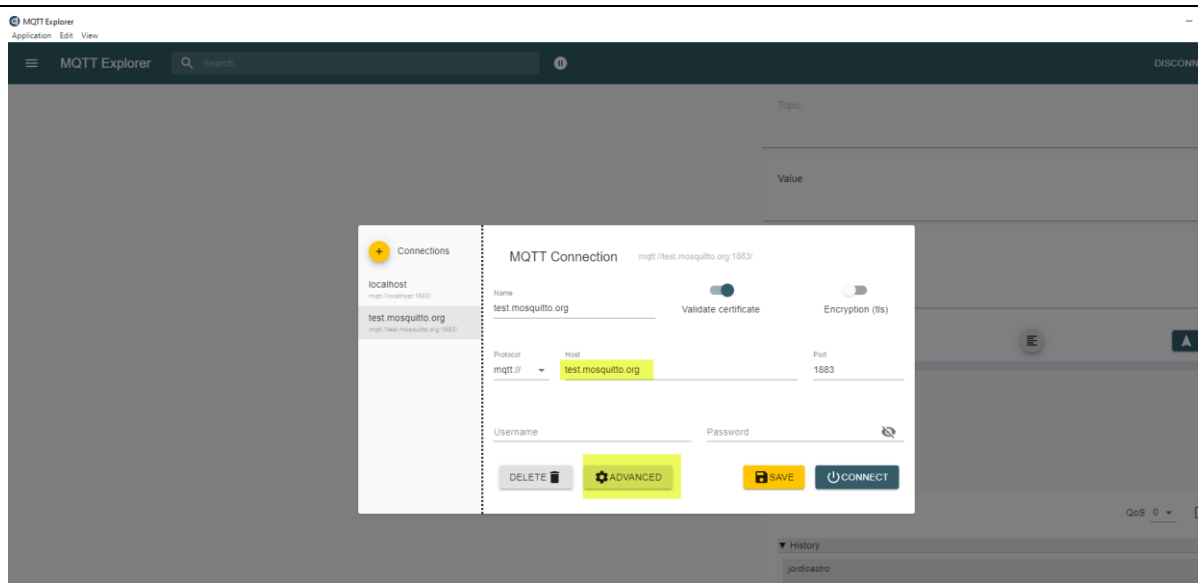 MQTT Explorer
Application Edit View
MQTT Explorer
Search...
DISCONN
Topic
Value
+ Connections
localhost
mqtt://localhost:1883/
test.mosquitto.org
mqtt://test.mosquitto.org:1883/
MQTT Connection mqtt://test.mosquitto.org:1883/
Name
test.mosquitto.org
Validate certificate
Encryption (tls)
Protocol Host Port
mqtt:// test.mosquitto.org 1883
Username Password
DELETE ADVANCED SAVE CONNECT
QoS 0
▼ History
jordicastro